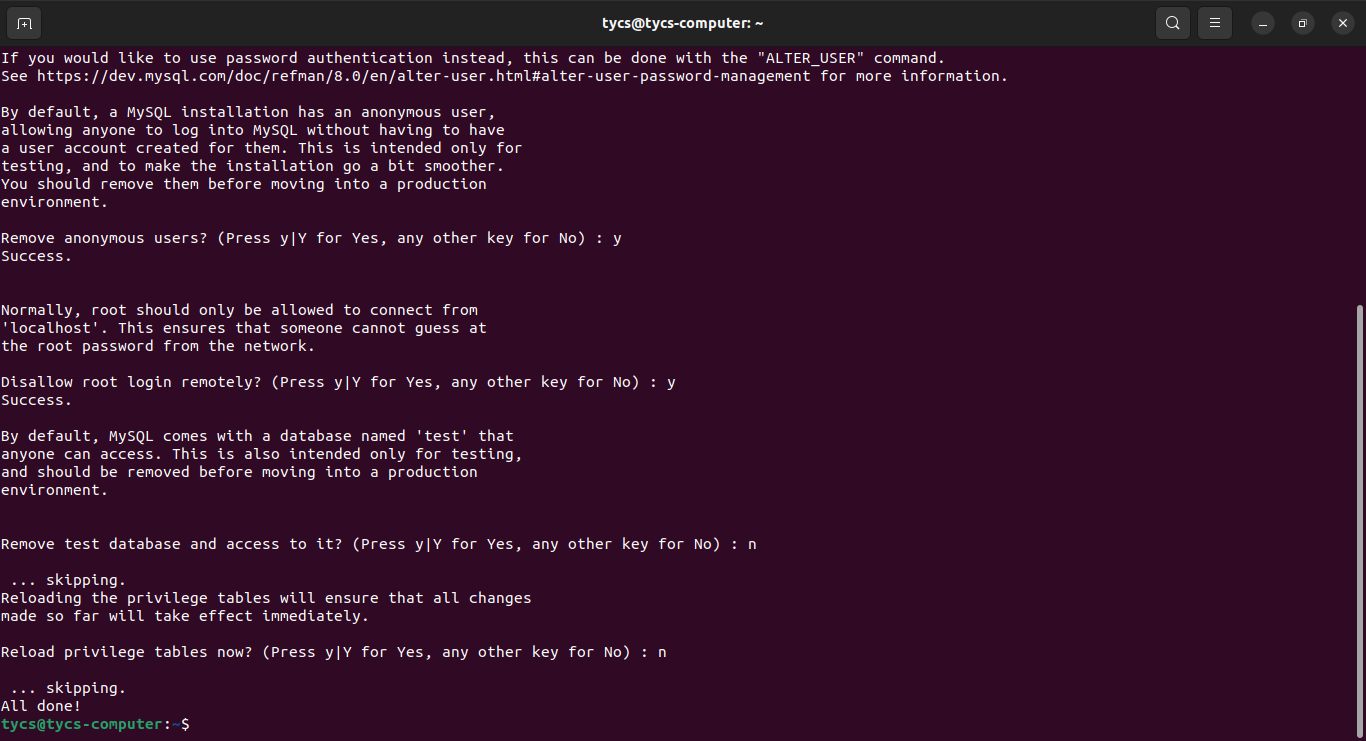 tycs@tycs-computer: ~
If you would like to use password authentication instead, this can be done with the "ALTER_USER" command.
See https://dev.mysql.com/doc/refman/8.0/en/alter-user.html#alter-user-password-management for more information.
By default, a MySQL installation has an anonymous user,
allowing anyone to log into MySQL without having to have
a user account created for them. This is intended only for
testing, and to make the installation go a bit smoother.
You should remove them before moving into a production
environment.
Remove anonymous users? (Press y|Y for Yes, any other key for No) : y
Success.
Normally, root should only be allowed to connect from
'localhost'. This ensures that someone cannot guess at
the root password from the network.
Disallow root login remotely? (Press y|Y for Yes, any other key for No) : y
Success.
By default, MySQL comes with a database named 'test' that
anyone can access. This is also intended only for testing,
and should be removed before moving into a production
environment.
Remove test database and access to it? (Press y|Y for Yes, any other key for No) : n
... skipping.
Reloading the privilege tables will ensure that all changes
made so far will take effect immediately.
Reload privilege tables now? (Press y|Y for Yes, any other key for No) : n
... skipping.
All done!
tycs@tycs-computer:~$